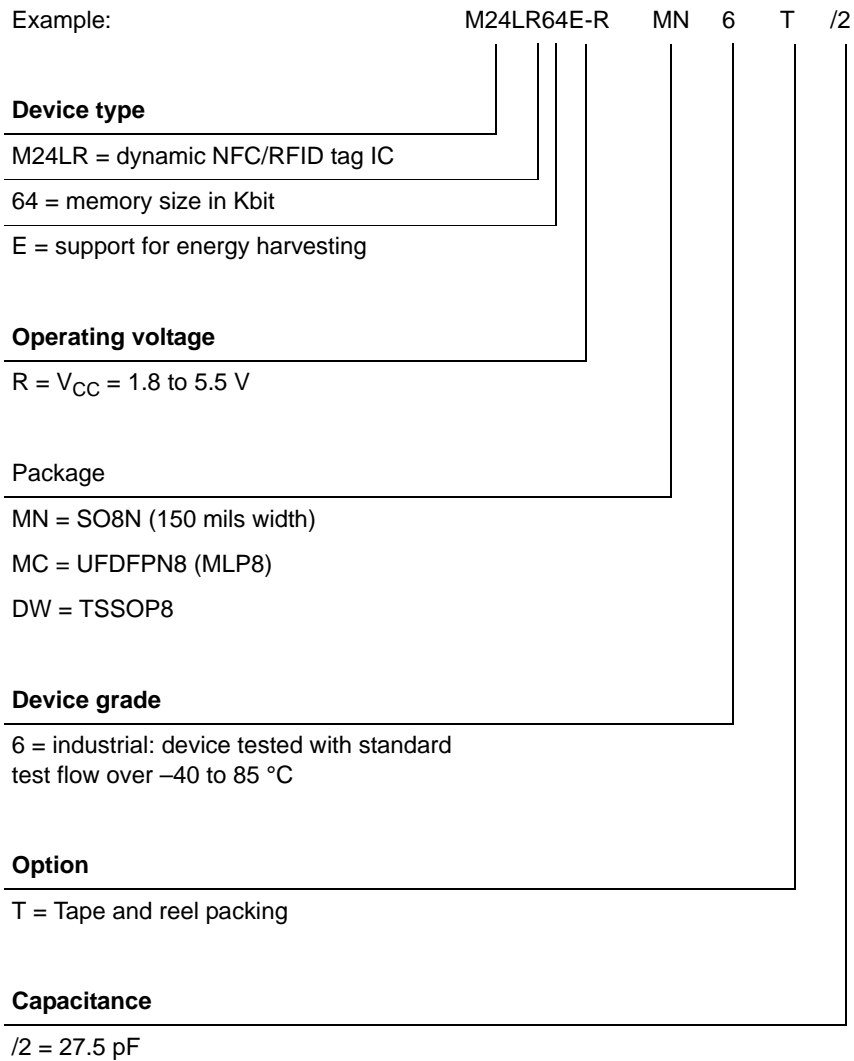 Example: M24LR64E-R MN 6 T /2
Device type
M24LR = dynamic NFC/RFID tag IC
64 = memory size in Kbit
E = support for energy harvesting
Operating voltage
R = VCC = 1.8 to 5.5 V
Package
MN = SO8N (150 mils width)
MC = UFDFPN8 (MLP8)
DW = TSSOP8
Device grade
6 = industrial: device tested with standard
test flow over –40 to 85 °C
Option
T = Tape and reel packing
Capacitance
/2 = 27.5 pF